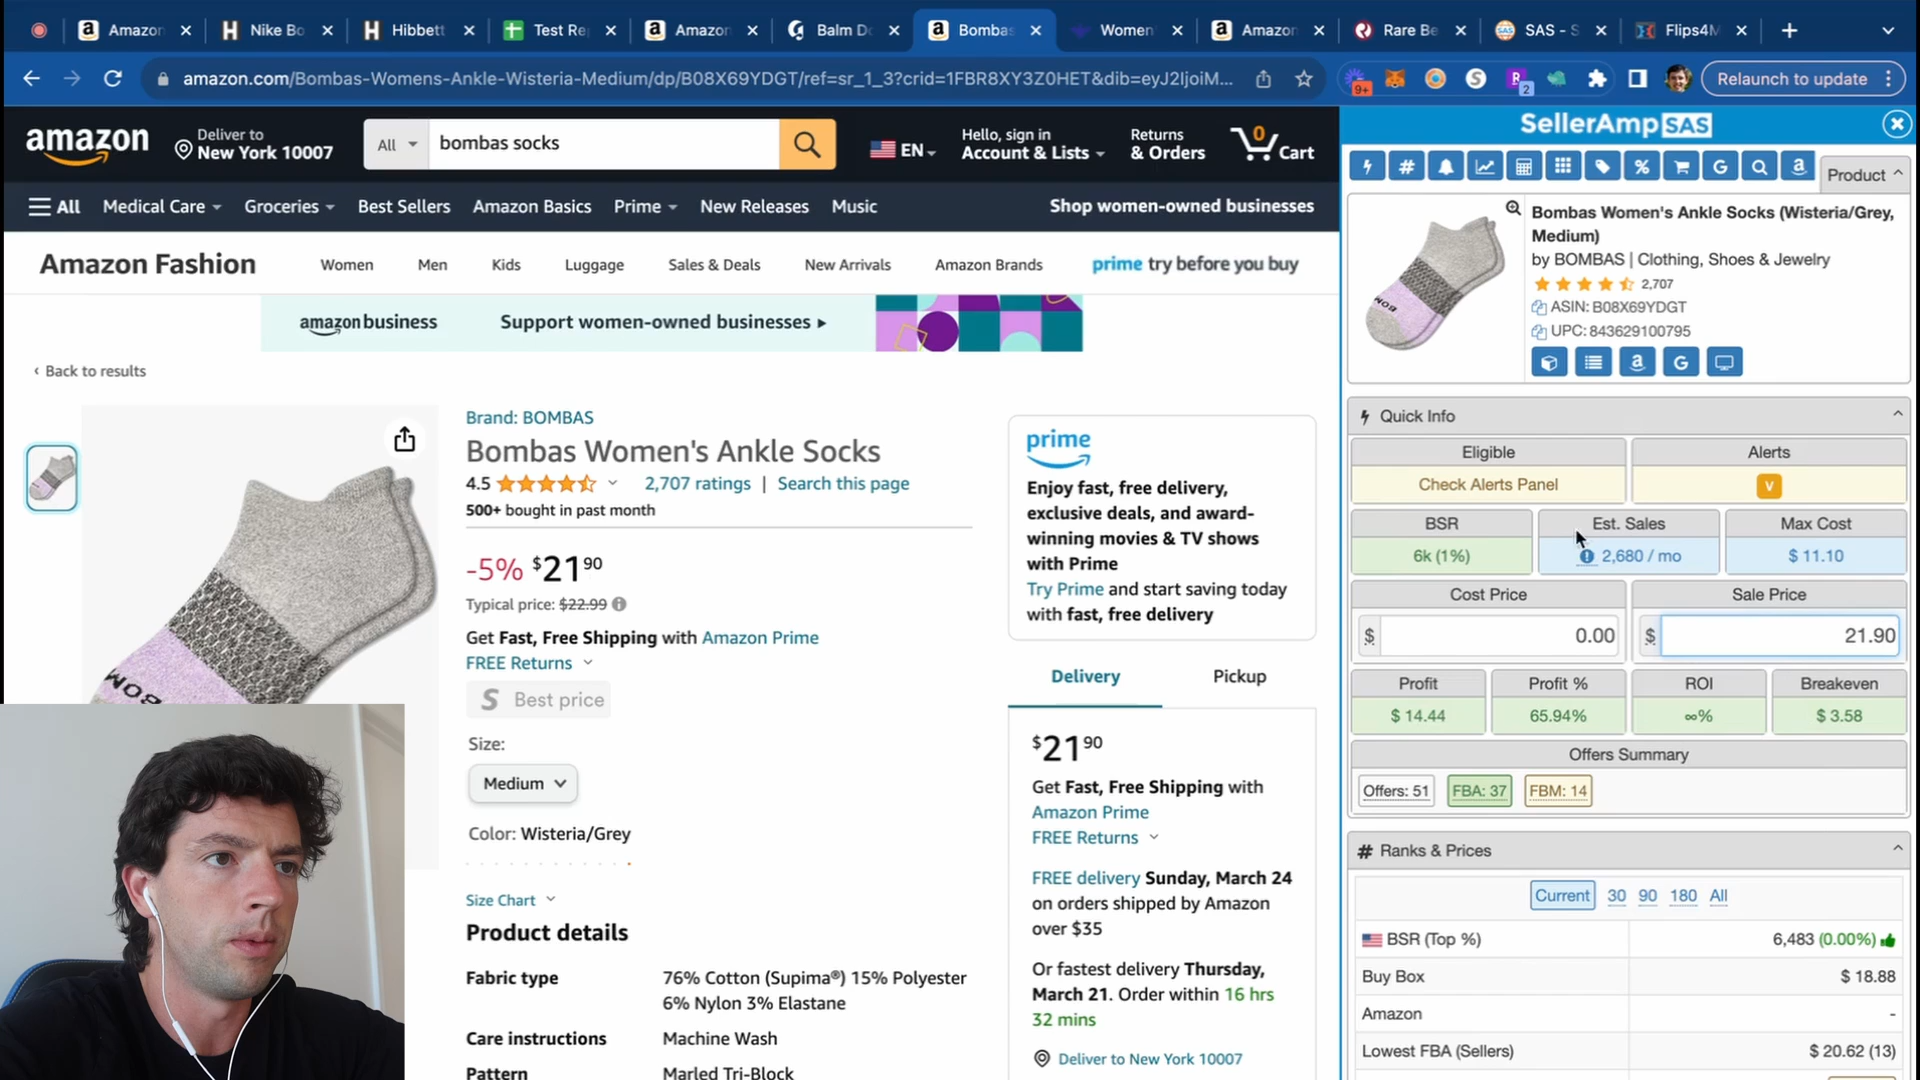 Amazon
Nike Bo
Hibbett
Test Re
Amazon
Balm Do
Bombas
Women
Amazon
Rare Be
SAS - S
Flips4M
amazon.com/Bombas-Womens-Ankle-Wisteria-Medium/dp/B08X69YDGT/ref=sr_1_3?crid=1FBR8XY3Z0HET&dib=eyJ2IjoiM...
9+
2
Relaunch to update
amazon
Deliver to
New York 10007
All
bombas socks
EN
Hello, sign in
Account & Lists
Returns
& Orders
0
Cart
All
Medical Care
Groceries
Best Sellers
Amazon Basics
Prime
New Releases
Music
Shop women-owned businesses
Amazon Fashion
Women
Men
Kids
Luggage
Sales & Deals
New Arrivals
Amazon Brands
prime try before you buy
amazon business
Support women-owned businesses ▸
‹ Back to results
Brand: BOMBAS
Bombas Women's Ankle Socks
4.5
2,707 ratings | Search this page
500+ bought in past month
-5% $21 90
Typical price: $22.99
Get Fast, Free Shipping with Amazon Prime
FREE Returns
S Best price
Size:
Medium
Color: Wisteria/Grey
Size Chart
Product details
Fabric type 76% Cotton (Supima®) 15% Polyester
6% Nylon 3% Elastane
Care instructions Machine Wash
Pattern Marled Tri-Block
prime
Enjoy fast, free delivery,
exclusive deals, and award-
winning movies & TV shows
with Prime
Try Prime and start saving today
with fast, free delivery
Delivery
Pickup
$21 90
Get Fast, Free Shipping with
Amazon Prime
FREE Returns
FREE delivery Sunday, March 24
on orders shipped by Amazon
over $35
Or fastest delivery Thursday,
March 21. Order within 16 hrs
32 mins
Deliver to New York 10007
SellerAmp SAS
Product
Bombas Women's Ankle Socks (Wisteria/Grey,
Medium)
by BOMBAS | Clothing, Shoes & Jewelry
2,707
ASIN: B08X69YDGT
UPC: 843629100795
Quick Info
Eligible
Alerts
Check Alerts Panel
V
BSR
Est. Sales
Max Cost
6k (1%)
2,680 / mo
$ 11.10
Cost Price
Sale Price
$ 0.00
$ 21.90
Profit
Profit %
ROI
Breakeven
$ 14.44
65.94%
∞%
$ 3.58
Offers Summary
Offers: 51
FBA: 37
FBM: 14
# Ranks & Prices
Current 30 90 180 All
BSR (Top %) 6,483 (0.00%)
Buy Box $ 18.88
Amazon -
Lowest FBA (Sellers) $ 20.62 (13)